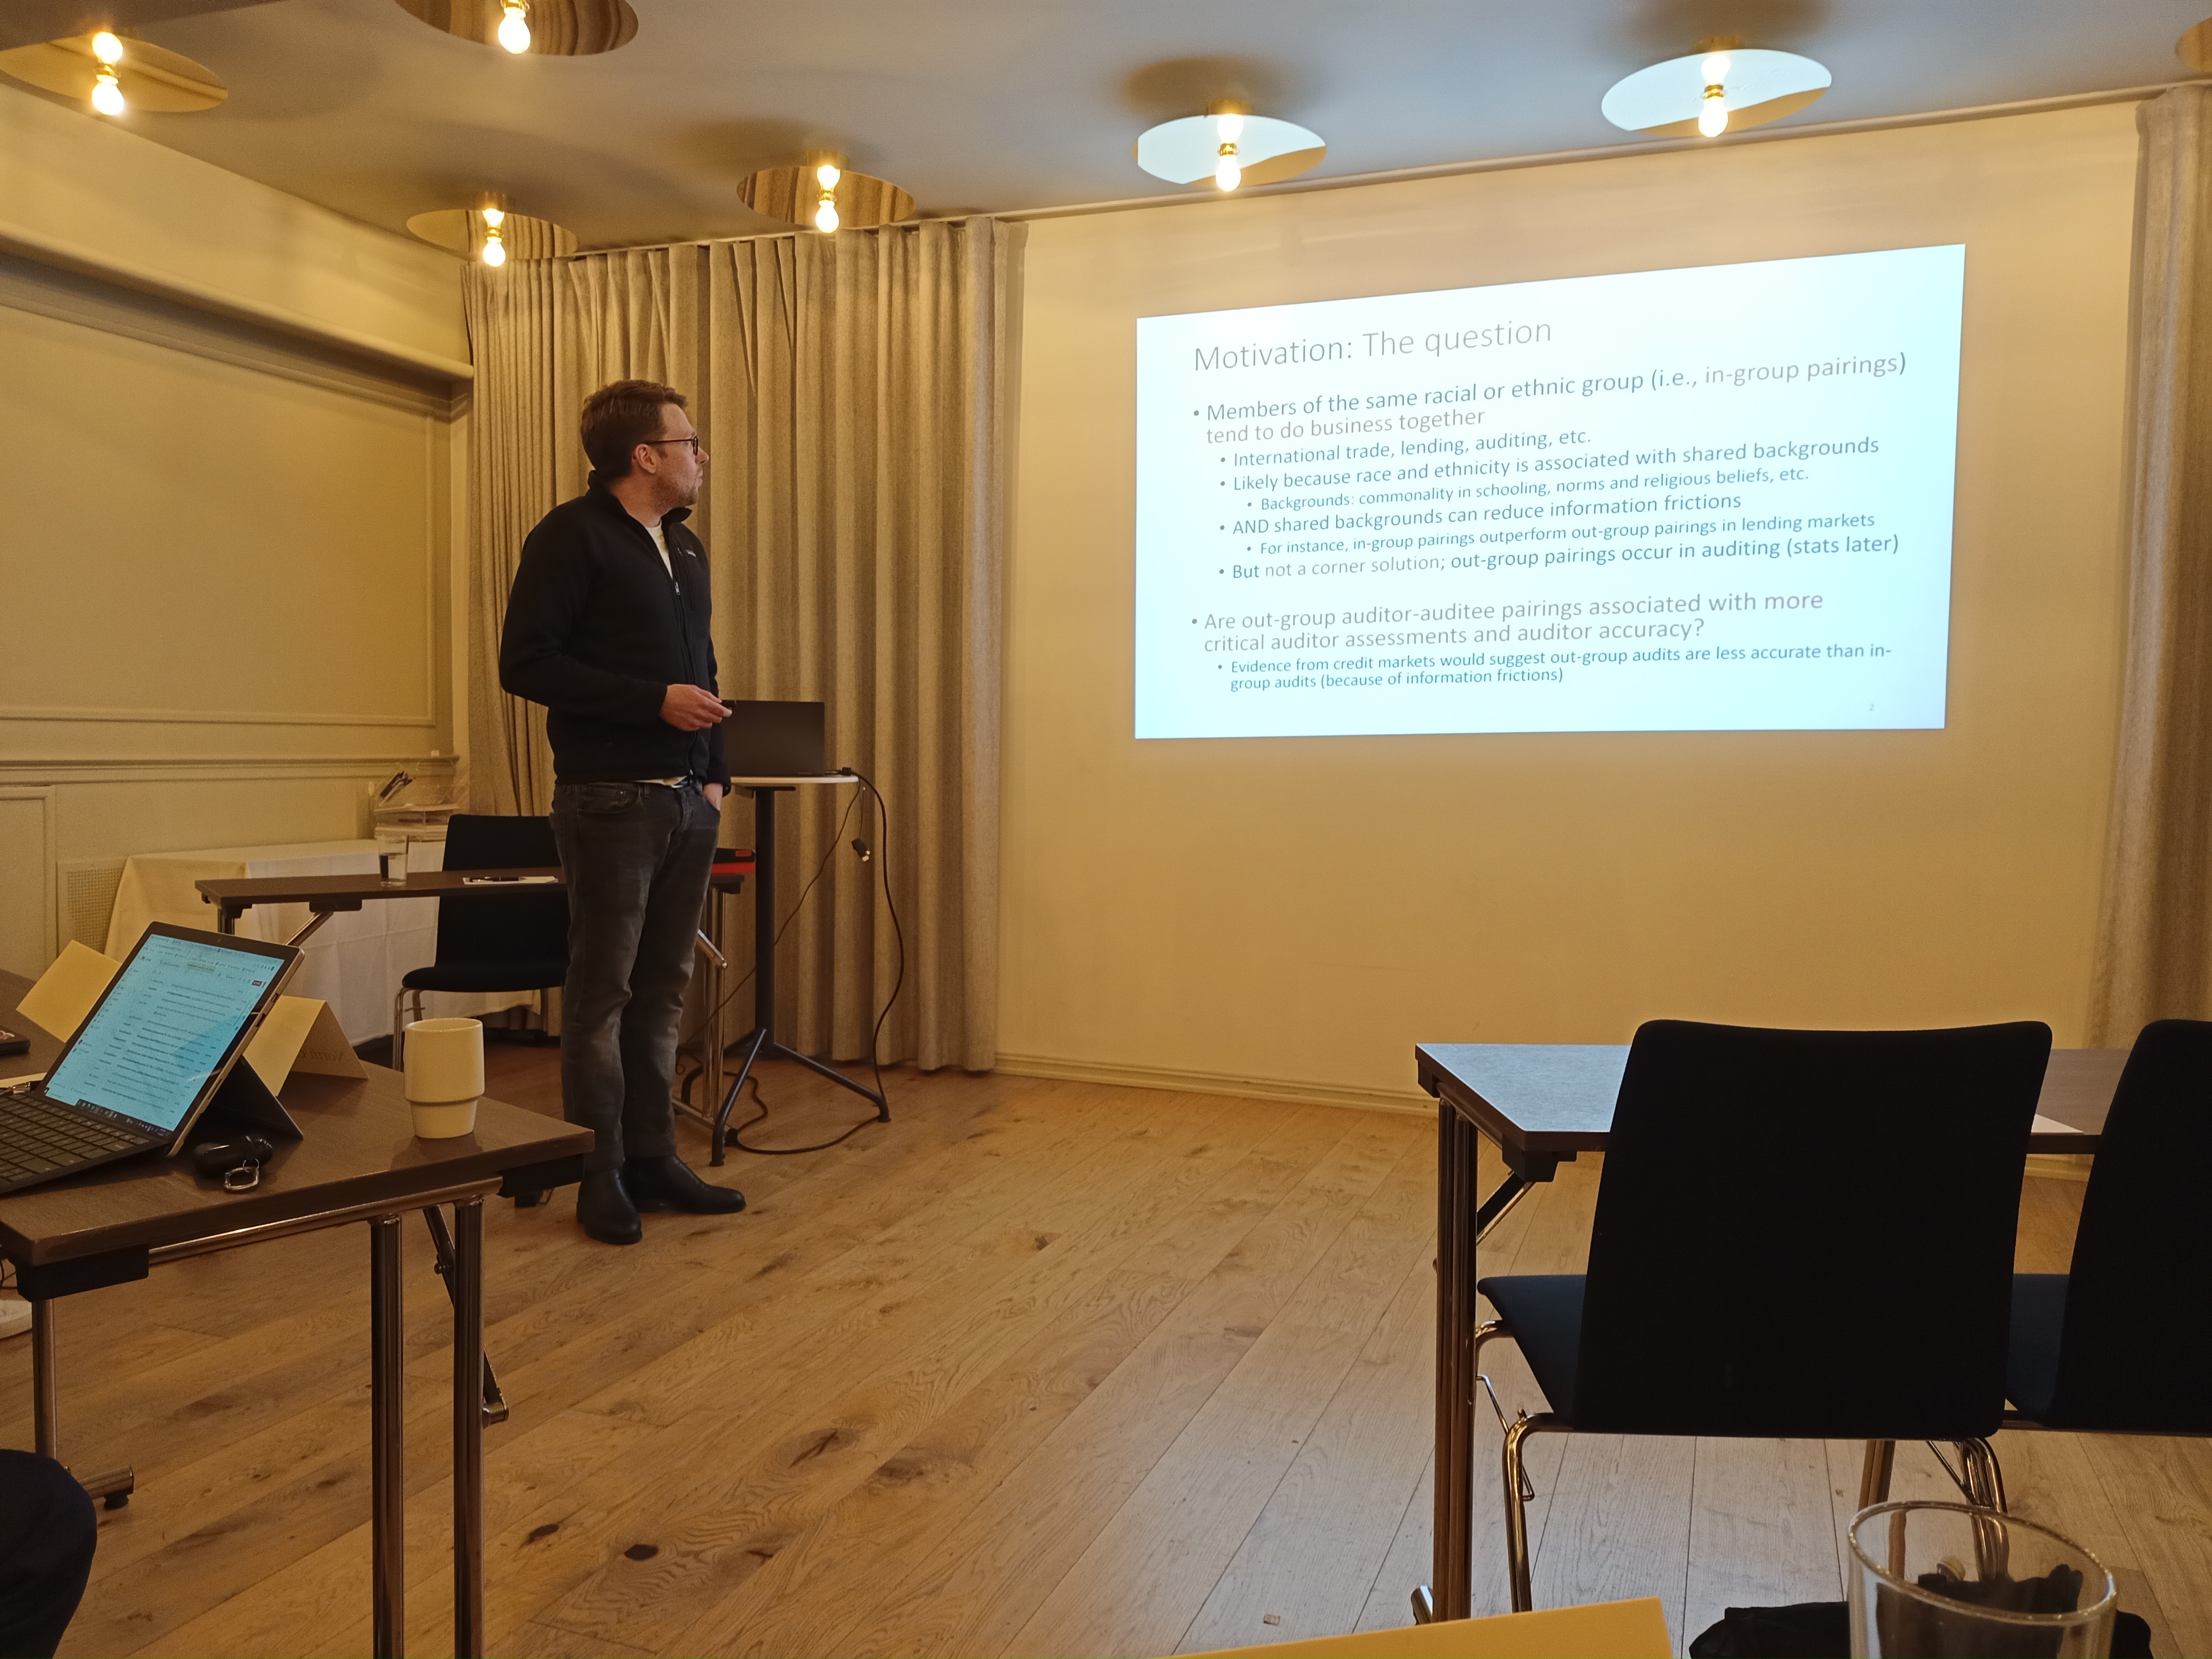 Motivation: The question
• Members of the same racial or ethnic group (i.e., in-group pairings)
tend to do business together
• International trade, lending, auditing, etc.
• Likely because race and ethnicity is associated with shared backgrounds
• Backgrounds: commonality in schooling, norms and religious beliefs, etc.
• AND shared backgrounds can reduce information frictions
• For instance, in-group pairings outperform out-group pairings in lending markets
• But not a corner solution; out-group pairings occur in auditing (stats later)
• Are out-group auditor-auditee pairings associated with more
critical auditor assessments and auditor accuracy?
• Evidence from credit markets would suggest out-group audits are less accurate than in-
group audits (because of information frictions)
2